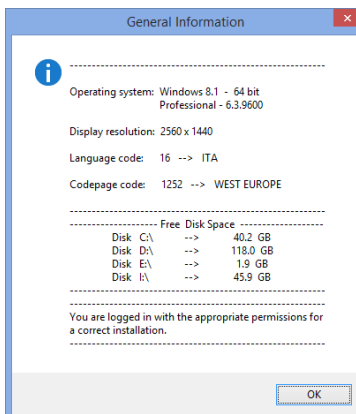 General Information
--------------------------------------------------------------
Operating system: Windows 8.1 - 64 bit
Professional - 6.3.9600
Display resolution: 2560 x 1440
Language code: 16 --> ITA
Codepage code: 1252 --> WEST EUROPE
--------------------------------------------------------------
--------------------- Free Disk Space --------------------
Disk C:\ --> 40.2 GB
Disk D:\ --> 118.0 GB
Disk E:\ --> 1.9 GB
Disk I:\ --> 45.9 GB
--------------------------------------------------------------
You are logged in with the appropriate permissions for
a correct installation.
--------------------------------------------------------------
OK